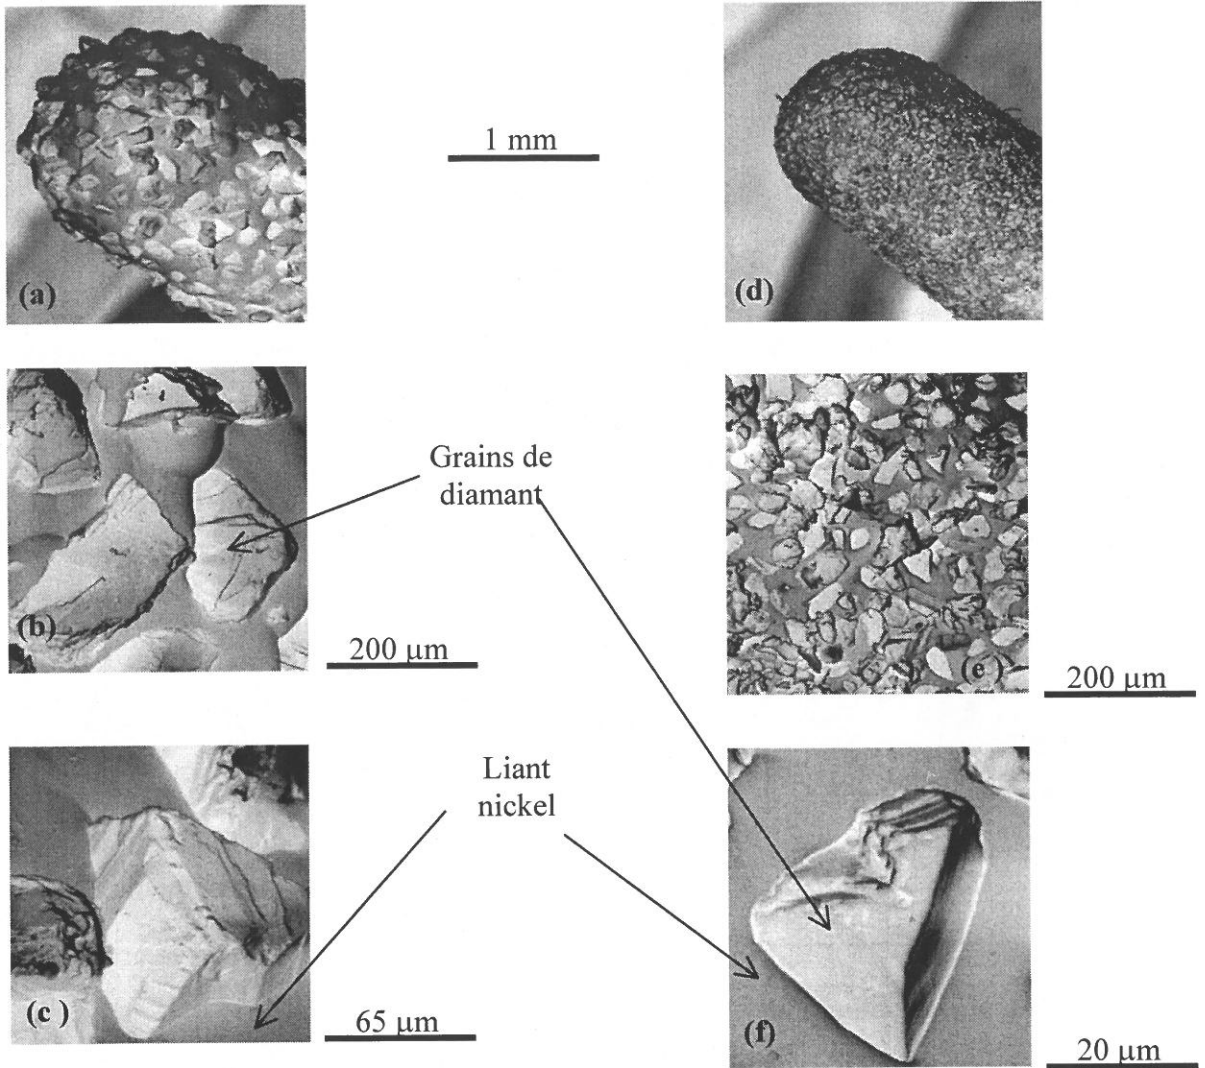 1 mm
(a)
(d)
Grains de
diamant
(b)
200 µm
(e )
200 µm
Liant
nickel
(c )
65 µm
(f)
20 µm